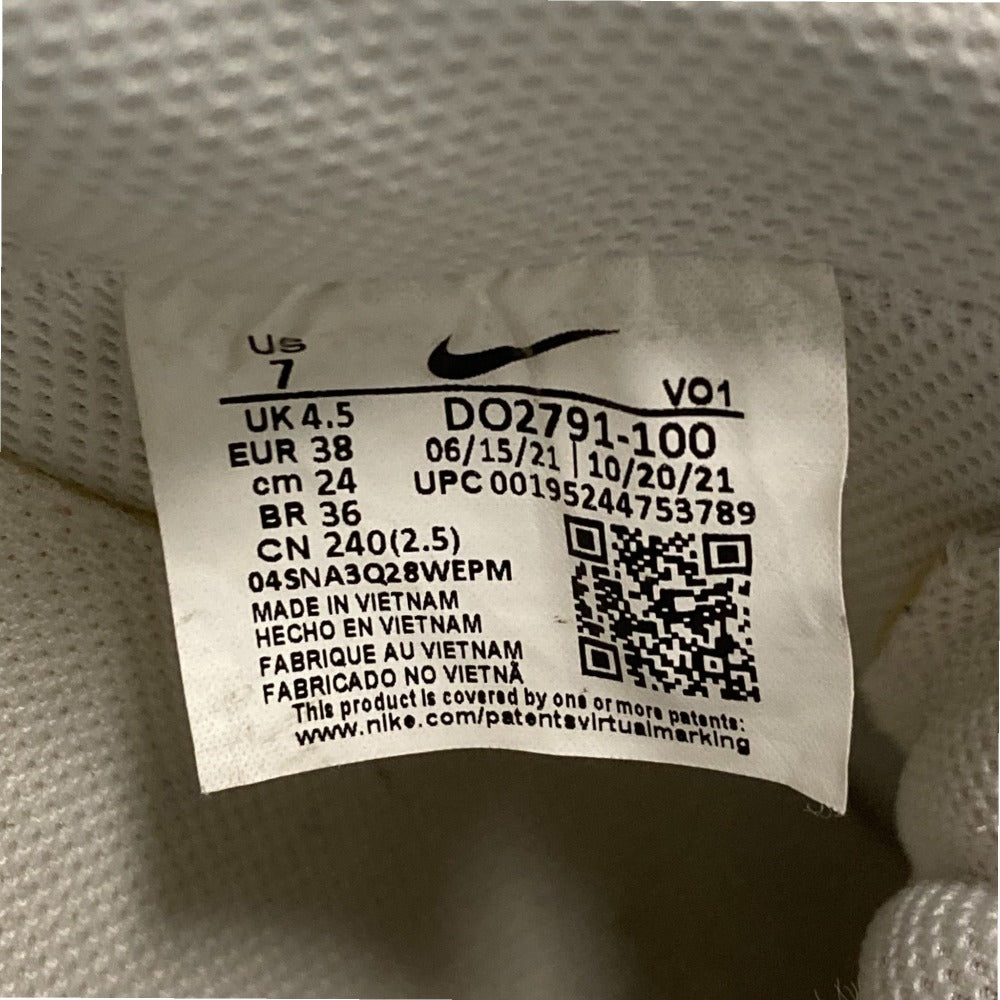 US
7
VO1
UK 4.5
DO2791-100
EUR 38
06/15/21 | 10/20/21
cm 24
UPC 00195244753789
BR 36
CN 240(2.5)
04SNA3Q28WEPM
MADE IN VIETNAM
HECHO EN VIETNAM
FABRIQUE AU VIETNAM
FABRICADO NO VIETNÃ
This product is covered by one or more patents:
www.nike.com/patentsvirtualmarking